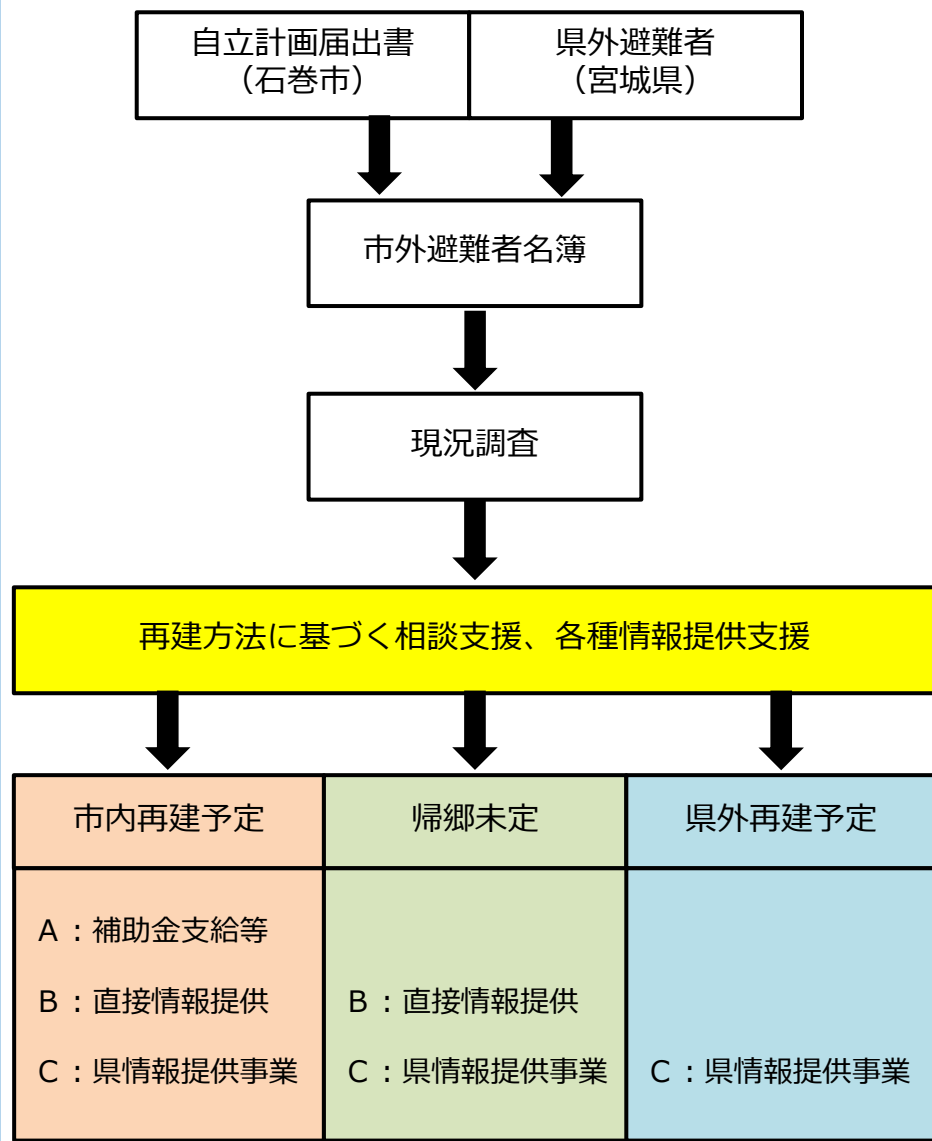 自立計画届出書
（石巻市）
県外避難者
（宮城県）
市外避難者名簿
現況調査
再建方法に基づく相談支援、各種情報提供支援
市内再建予定
帰郷未定
県外再建予定
A：補助金支給等
B：直接情報提供
C：県情報提供事業
B：直接情報提供
C：県情報提供事業
C：県情報提供事業